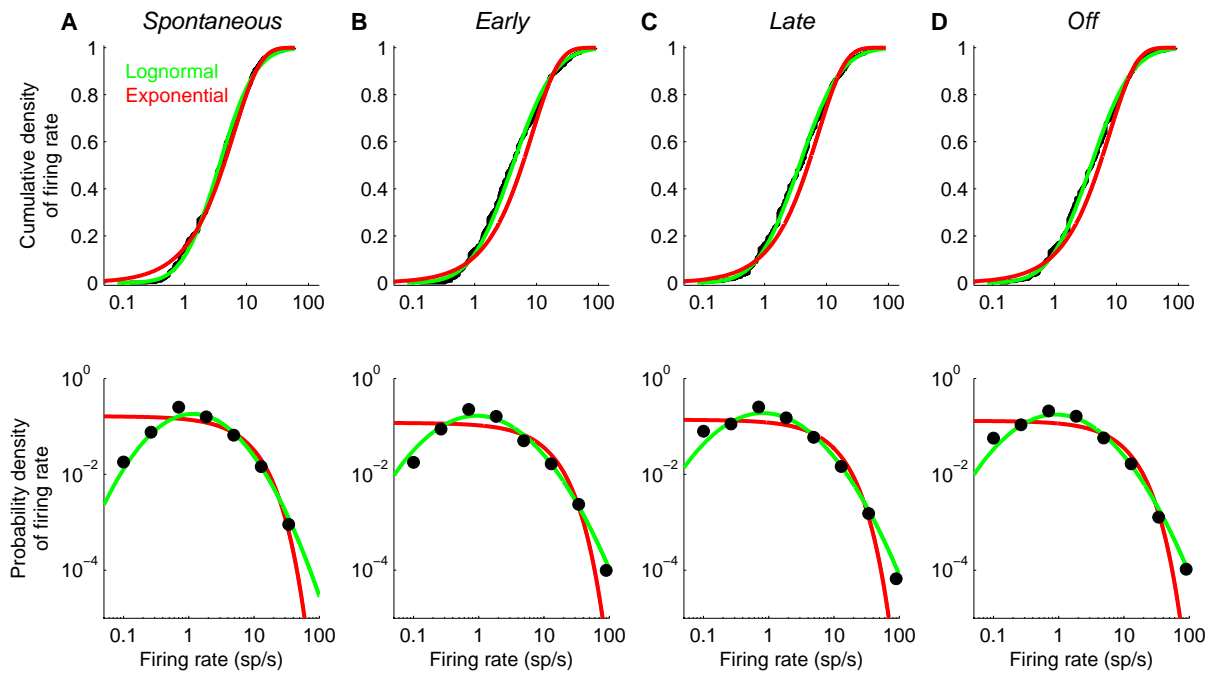 A Spontaneous
B Early
C Late
D Off
Cumulative density
of firing rate
1
0.8
0.6
0.4
0.2
0
Lognormal
Exponential
0.1 1 10 100
1
0.8
0.6
0.4
0.2
0
0.1 1 10 100
1
0.8
0.6
0.4
0.2
0
0.1 1 10 100
1
0.8
0.6
0.4
0.2
0
0.1 1 10 100
Probability density
of firing rate
10^0
10^−2
10^−4
0.1 1 10 100
Firing rate (sp/s)
10^0
10^−2
10^−4
0.1 1 10 100
Firing rate (sp/s)
10^0
10^−2
10^−4
0.1 1 10 100
Firing rate (sp/s)
10^0
10^−2
10^−4
0.1 1 10 100
Firing rate (sp/s)